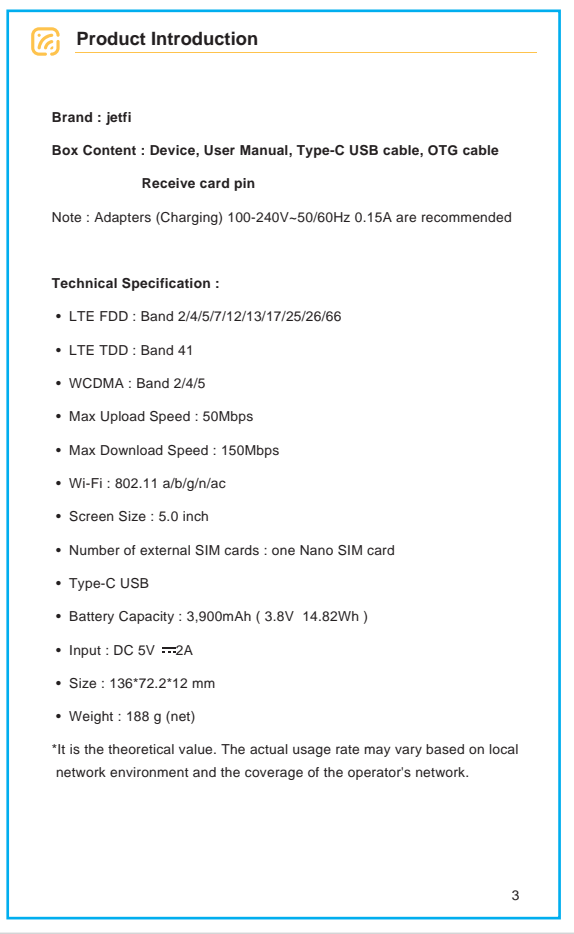 Product Introduction
Brand : jetfi
Box Content : Device, User Manual, Type-C USB cable, OTG cable
Receive card pin
Note : Adapters (Charging) 100-240V~50/60Hz 0.15A are recommended
Technical Specification :
• LTE FDD : Band 2/4/5/7/12/13/17/25/26/66
• LTE TDD : Band 41
• WCDMA : Band 2/4/5
• Max Upload Speed : 50Mbps
• Max Download Speed : 150Mbps
• Wi-Fi : 802.11 a/b/g/n/ac
• Screen Size : 5.0 inch
• Number of external SIM cards : one Nano SIM card
• Type-C USB
• Battery Capacity : 3,900mAh ( 3.8V  14.82Wh )
• Input : DC 5V ⎓2A
• Size : 136*72.2*12 mm
• Weight : 188 g (net)
*It is the theoretical value. The actual usage rate may vary based on local
network environment and the coverage of the operator's network.
3